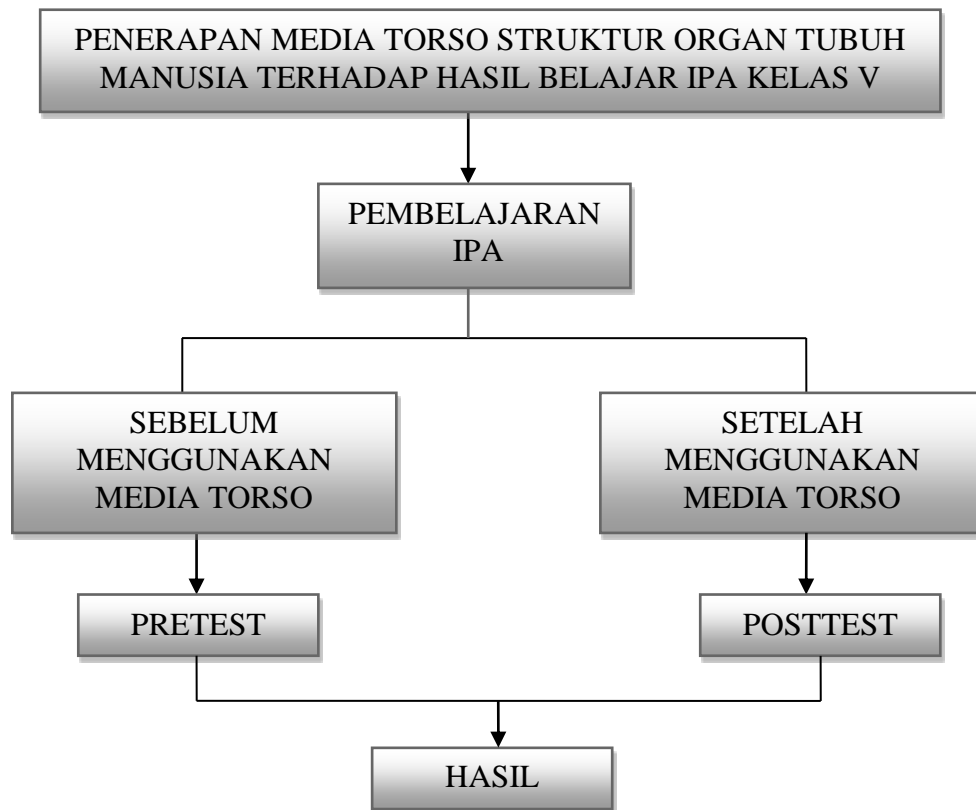 PENERAPAN MEDIA TORSO STRUKTUR ORGAN TUBUH
MANUSIA TERHADAP HASIL BELAJAR IPA KELAS V
PEMBELAJARAN
IPA
SEBELUM
MENGGUNAKAN
MEDIA TORSO
SETELAH
MENGGUNAKAN
MEDIA TORSO
PRETEST
POSTTEST
HASIL